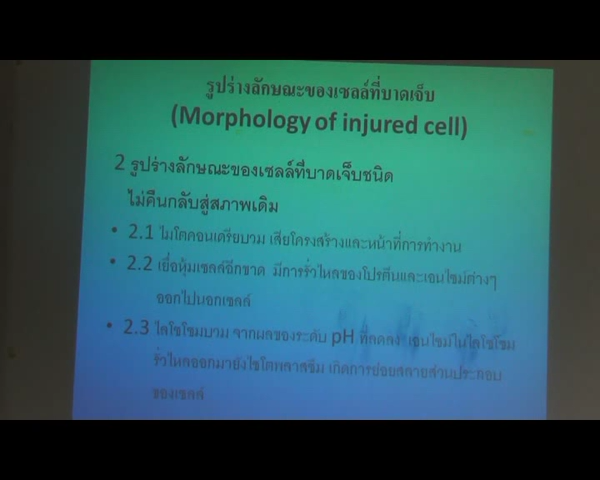 รูปร่างลักษณะของเซลล์ที่บาดเจ็บ
(Morphology of injured cell)
2 รูปร่างลักษณะของเซลล์ที่บาดเจ็บชนิด
ไม่คืนกลับสู่สภาพเดิม
• 2.1 ไมโตคอนเดรียบวม เสียโครงสร้างและหน้าที่การทำงาน
• 2.2 เยื่อหุ้มเซลล์ฉีกขาด มีการรั่วไหลของโปรตีนและเอนไซม์ต่างๆ
ออกไปนอกเซลล์
• 2.3 ไลโซโซมบวม จากผลของระดับ pH ที่ลดลง เอนไซม์ในไลโซโซม
รั่วไหลออกมายังไซโตพลาสซึม เกิดการย่อยสลายส่วนประกอบ
ของเซลล์